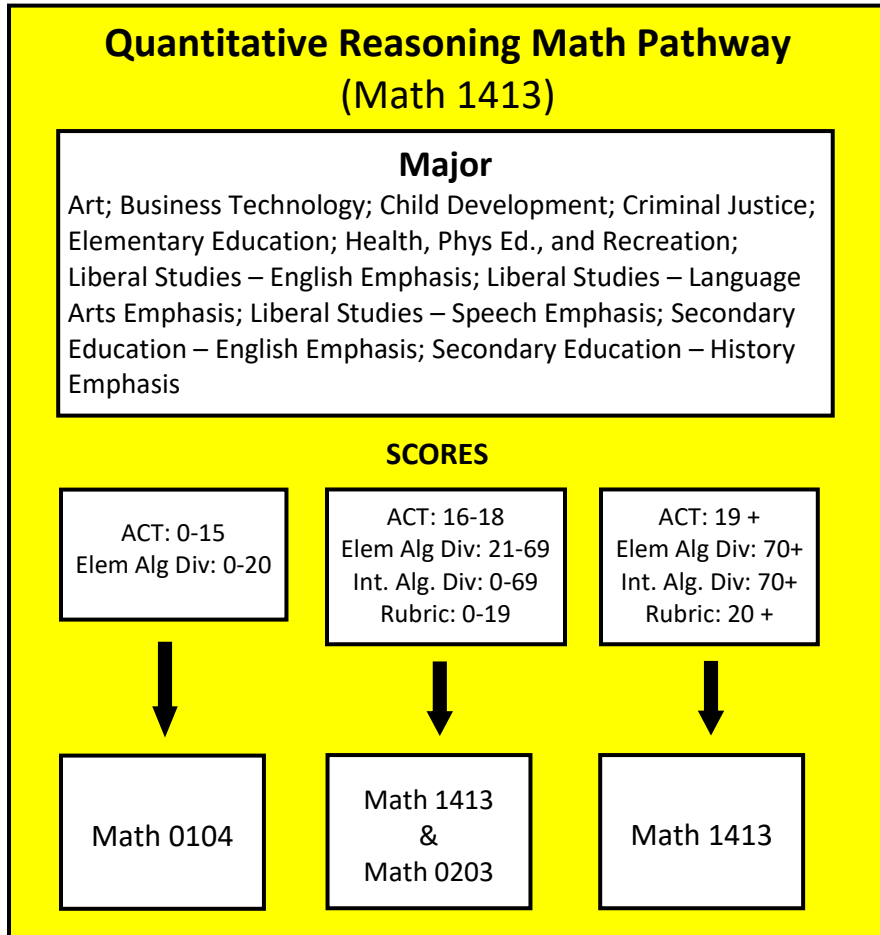 Quantitative Reasoning Math Pathway
(Math 1413)
Major
Art; Business Technology; Child Development; Criminal Justice;
Elementary Education; Health, Phys Ed., and Recreation;
Liberal Studies – English Emphasis; Liberal Studies – Language
Arts Emphasis; Liberal Studies – Speech Emphasis; Secondary
Education – English Emphasis; Secondary Education – History
Emphasis
SCORES
ACT: 0-15
Elem Alg Div: 0-20
ACT: 16-18
Elem Alg Div: 21-69
Int. Alg. Div: 0-69
Rubric: 0-19
ACT: 19 +
Elem Alg Div: 70+
Int. Alg. Div: 70+
Rubric: 20 +
Math 0104
Math 1413
&
Math 0203
Math 1413